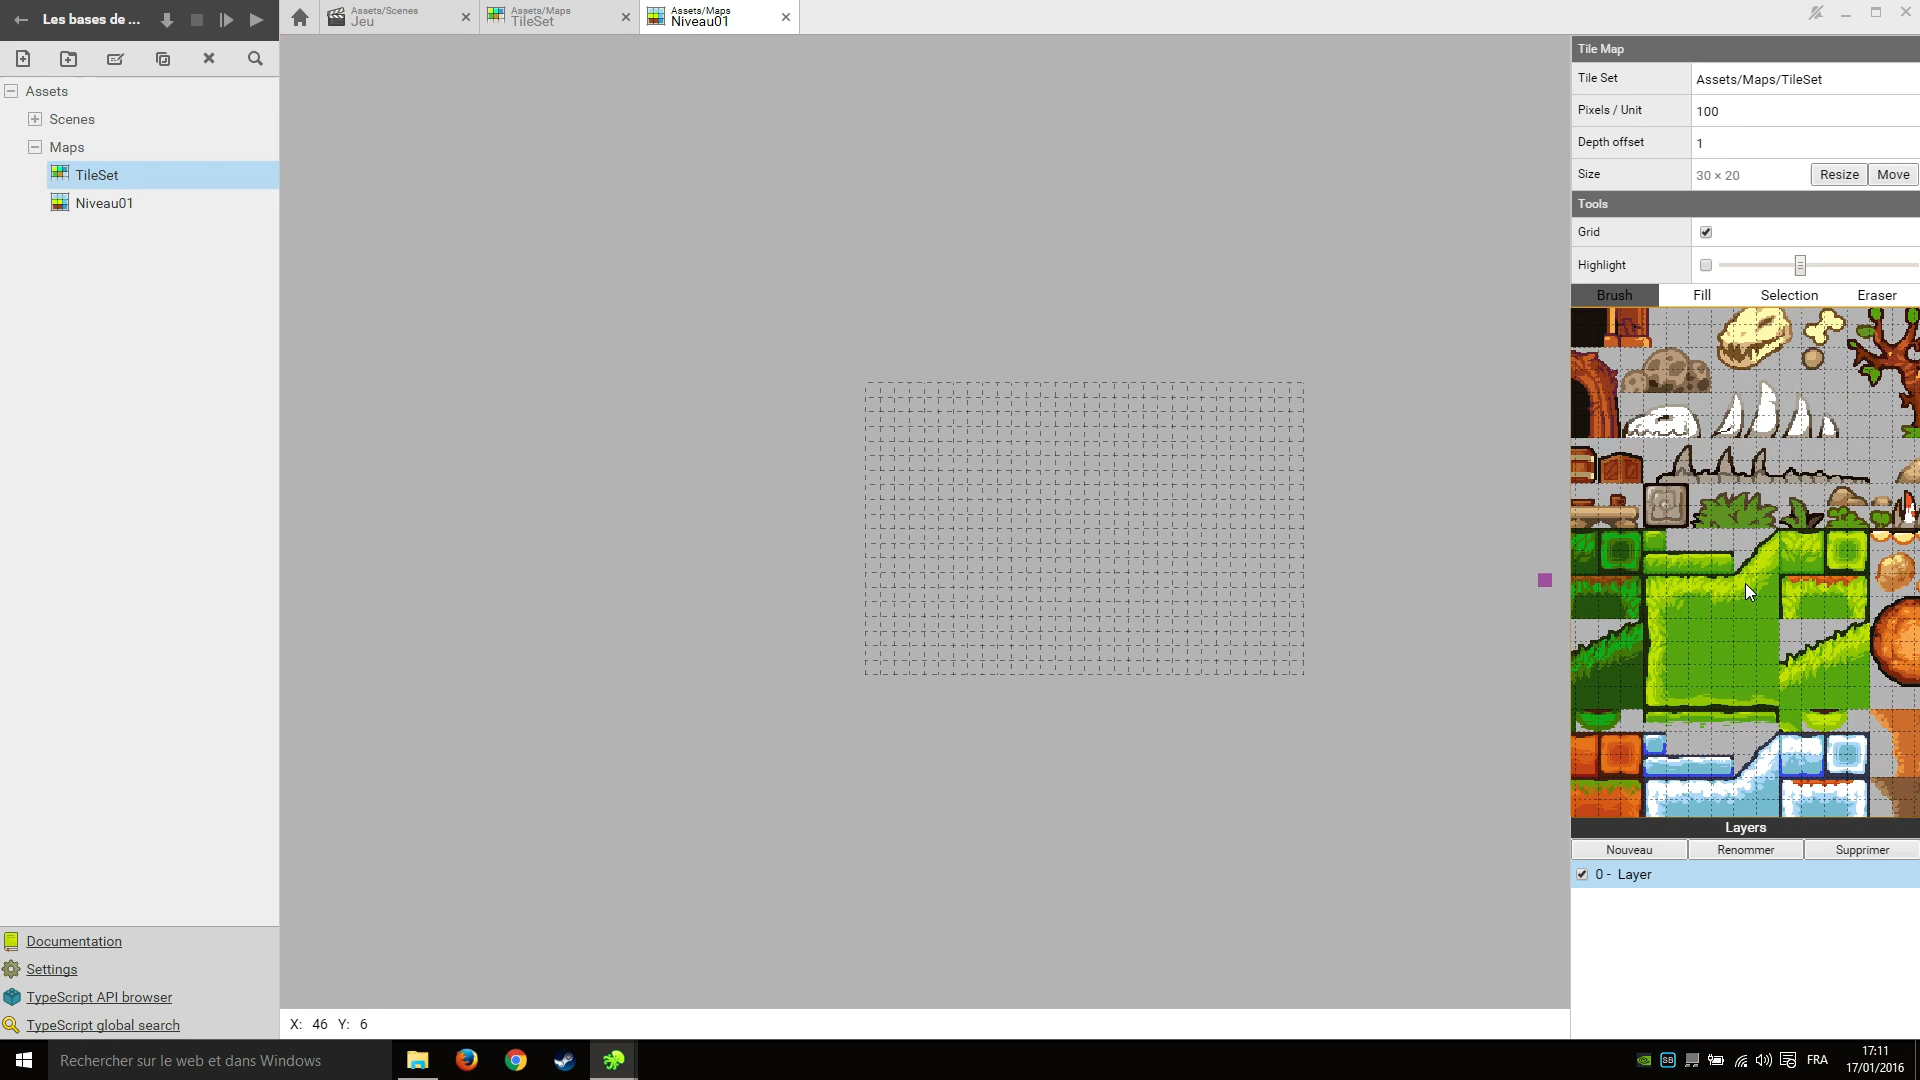 Les bases de ...
Assets/Scenes
Jeu
Assets/Maps
TileSet
Assets/Maps
Niveau01
Assets
Scenes
Maps
TileSet
Niveau01
Documentation
Settings
TypeScript API browser
TypeScript global search
X: 46 Y: 6
Tile Map
Tile Set Assets/Maps/TileSet
Pixels / Unit 100
Depth offset 1
Size 30 × 20 Resize Move
Tools
Grid
Highlight
Brush Fill Selection Eraser
Layers
Nouveau Renommer Supprimer
0 - Layer
Rechercher sur le web et dans Windows
SB
FRA
17:11
17/01/2016